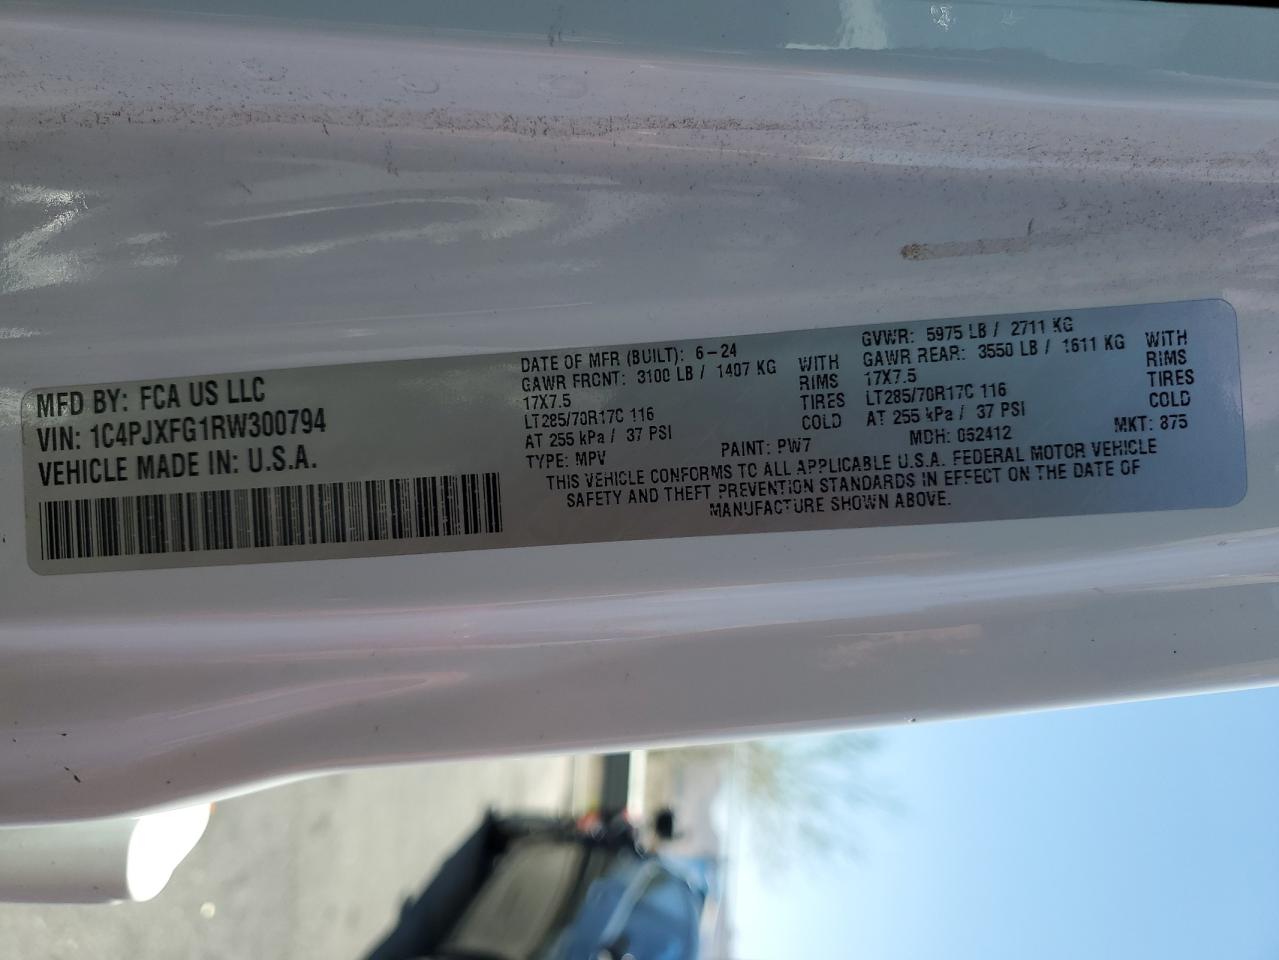 MFD BY: FCA US LLC
VIN: 1C4PJXFG1RW300794
VEHICLE MADE IN: U.S.A.
DATE OF MFR (BUILT): 6-24
GAWR FRONT: 3100 LB / 1407 KG WITH
17X7.5 RIMS
LT285/70R17C 116 TIRES
AT 255 kPa / 37 PSI COLD
TYPE: MPV PAINT: PW7
GVWR: 5975 LB / 2711 KG
GAWR REAR: 3550 LB / 1611 KG WITH
17X7.5 RIMS
LT285/70R17C 116 TIRES
AT 255 kPa / 37 PSI COLD
MDH: 052412 MKT: 875
THIS VEHICLE CONFORMS TO ALL APPLICABLE U.S.A. FEDERAL MOTOR VEHICLE
SAFETY AND THEFT PREVENTION STANDARDS IN EFFECT ON THE DATE OF
MANUFACTURE SHOWN ABOVE.